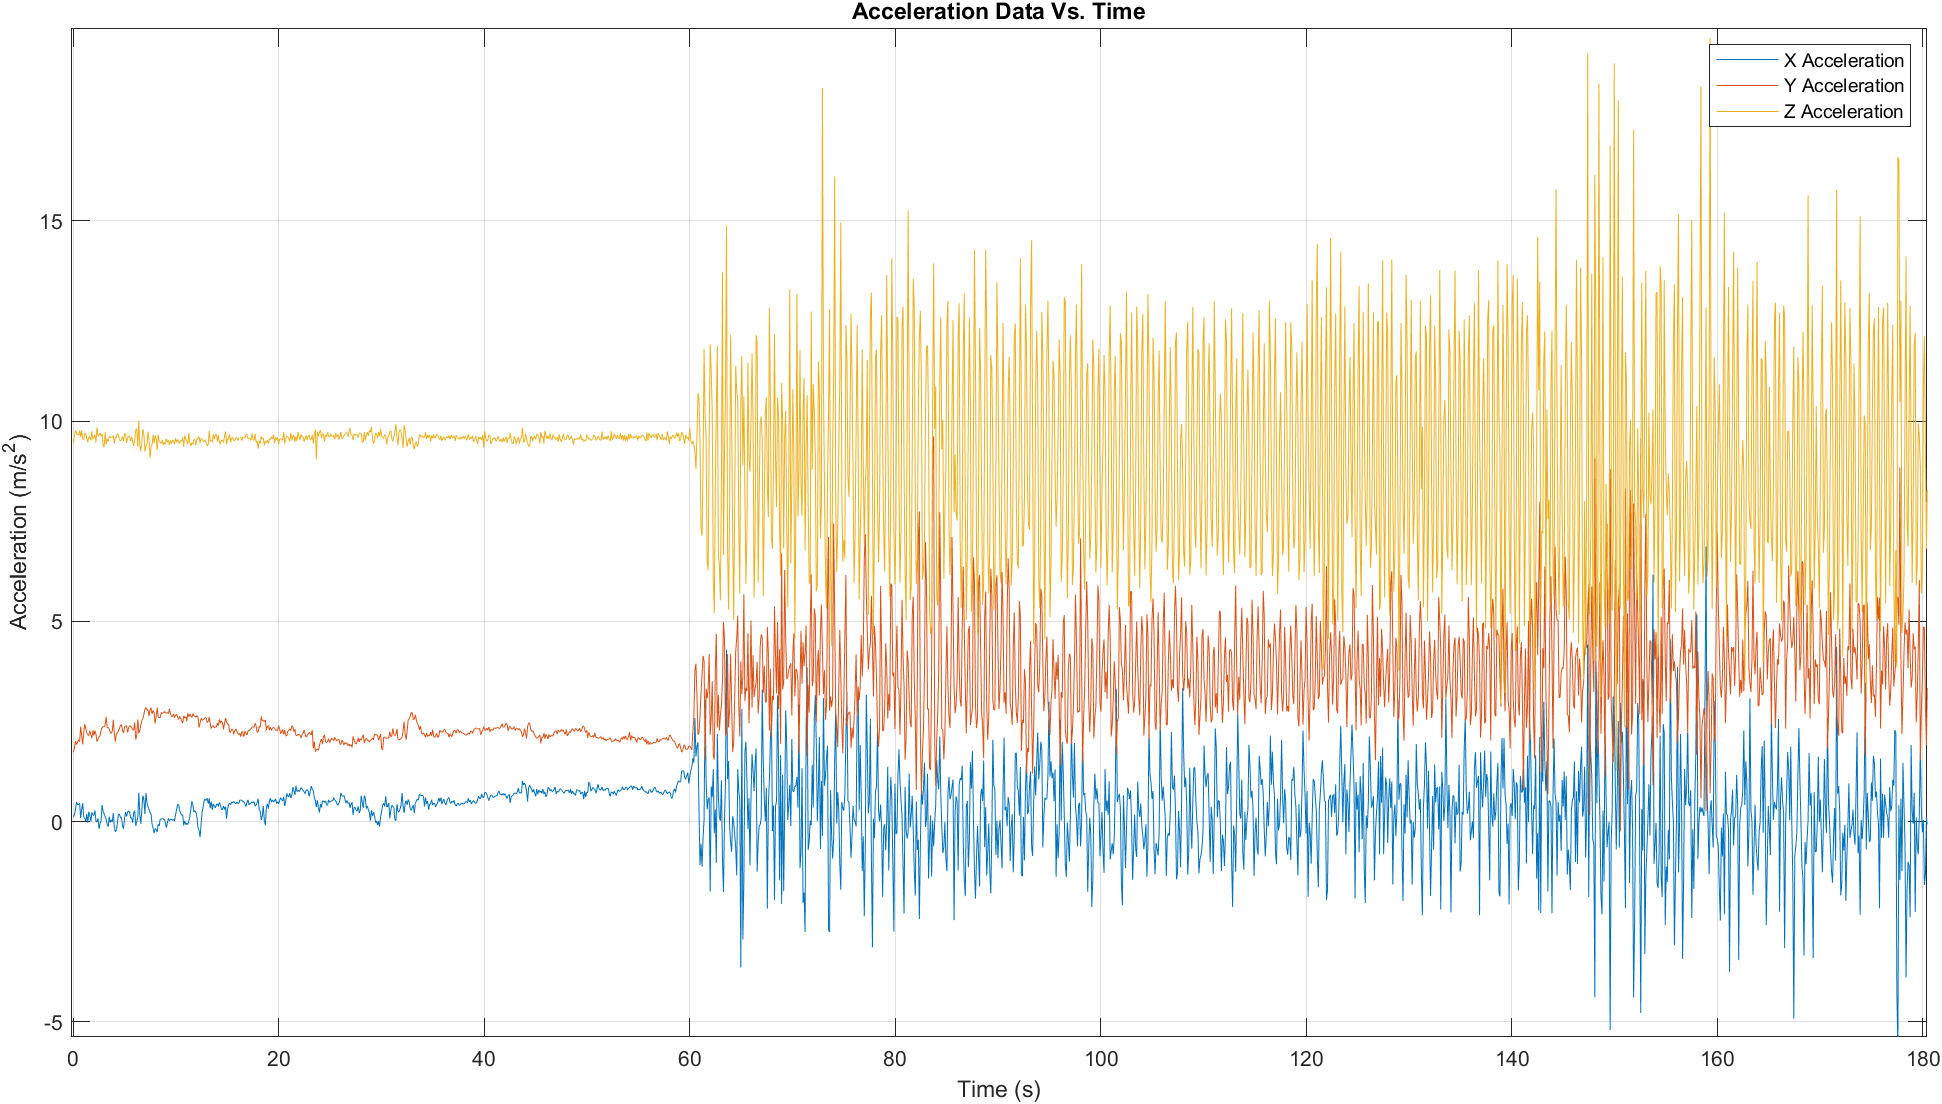 Acceleration Data Vs. Time
X Acceleration
Y Acceleration
Z Acceleration
Acceleration (m/s²)
15
10
5
0
-5
0 20 40 60 80 100 120 140 160 180
Time (s)